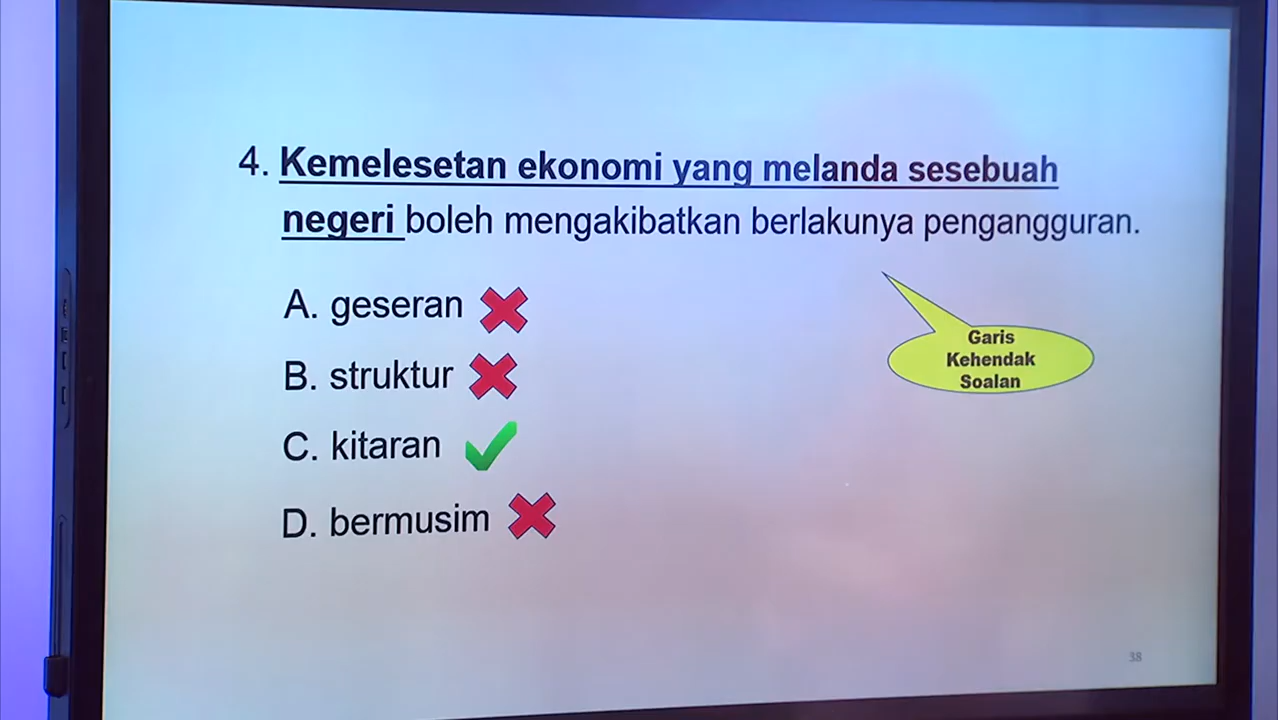 4. Kemelesetan ekonomi yang melanda sesebuah
negeri boleh mengakibatkan berlakunya pengangguran.
A. geseran
B. struktur
C. kitaran
D. bermusim
Garis
Kehendak
Soalan
38